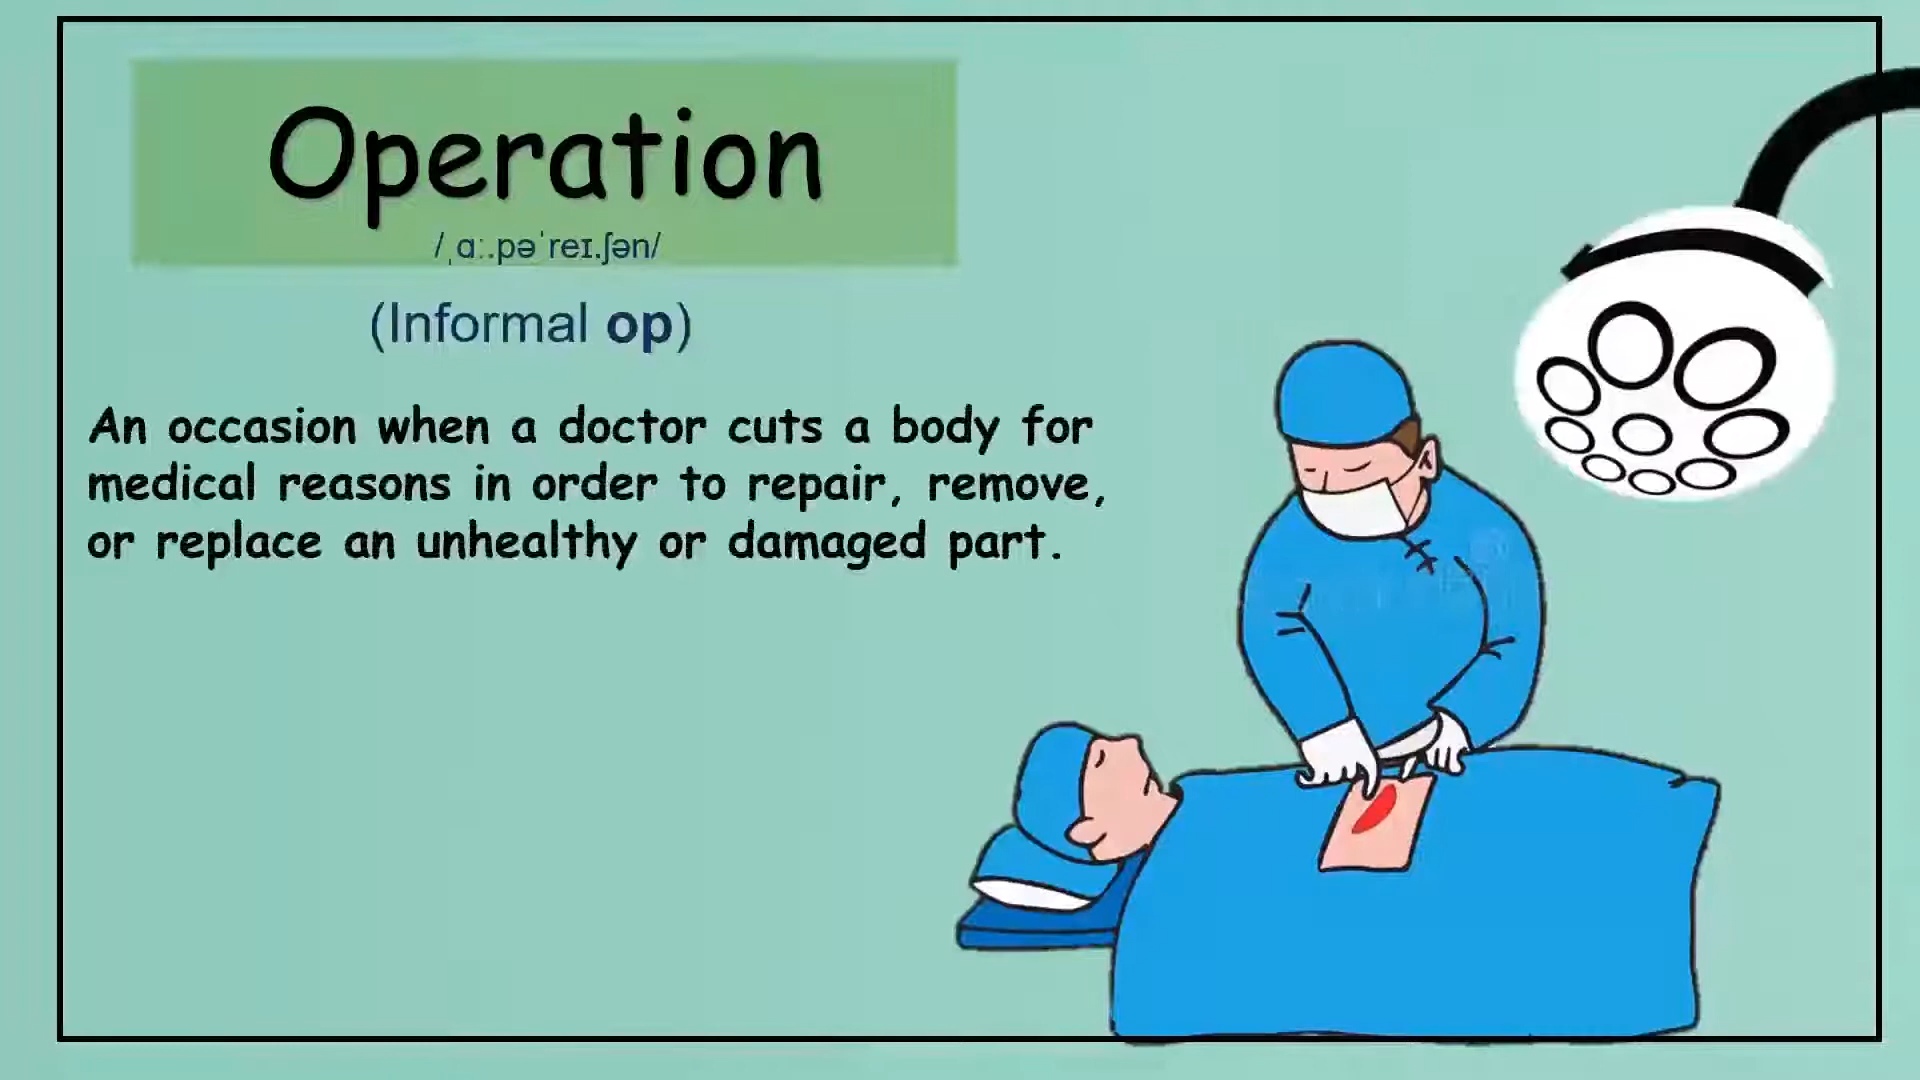 Operation
/ˌɑː.pəˈreɪ.ʃən/
(Informal op)
An occasion when a doctor cuts a body for
medical reasons in order to repair, remove,
or replace an unhealthy or damaged part.